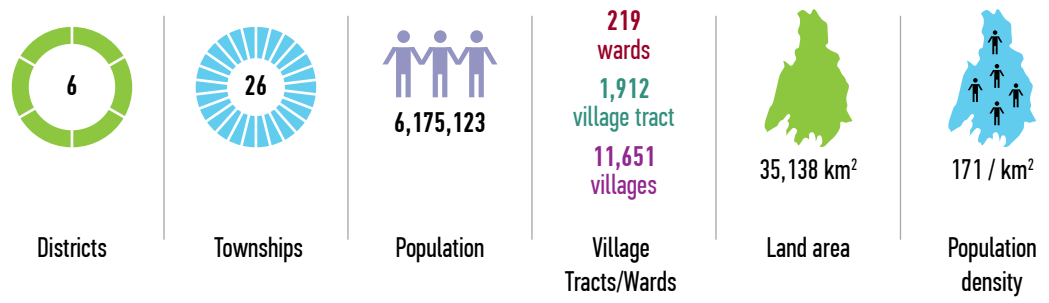 6
Districts
26
Townships
6,175,123
Population
219
wards
1,912
village tract
11,651
villages
Village
Tracts/Wards
35,138 km²
Land area
171 / km²
Population
density